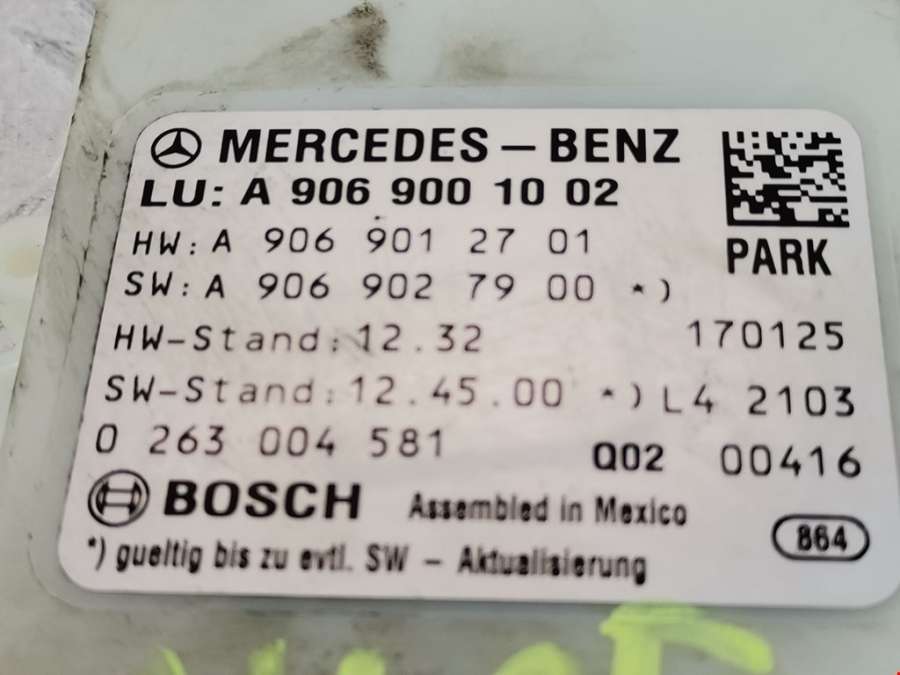 MERCEDES-BENZ
LU: A 906 900 10 02
HW: A 906 901 27 01
PARK
SW: A 906 902 79 00 *)
HW-Stand: 12.32 170125
SW-Stand: 12.45.00 *) L4 2103
0 263 004 581 Q02 00416
BOSCH Assembled in Mexico
864
*) gueltig bis zu evtl. SW - Aktualisierung